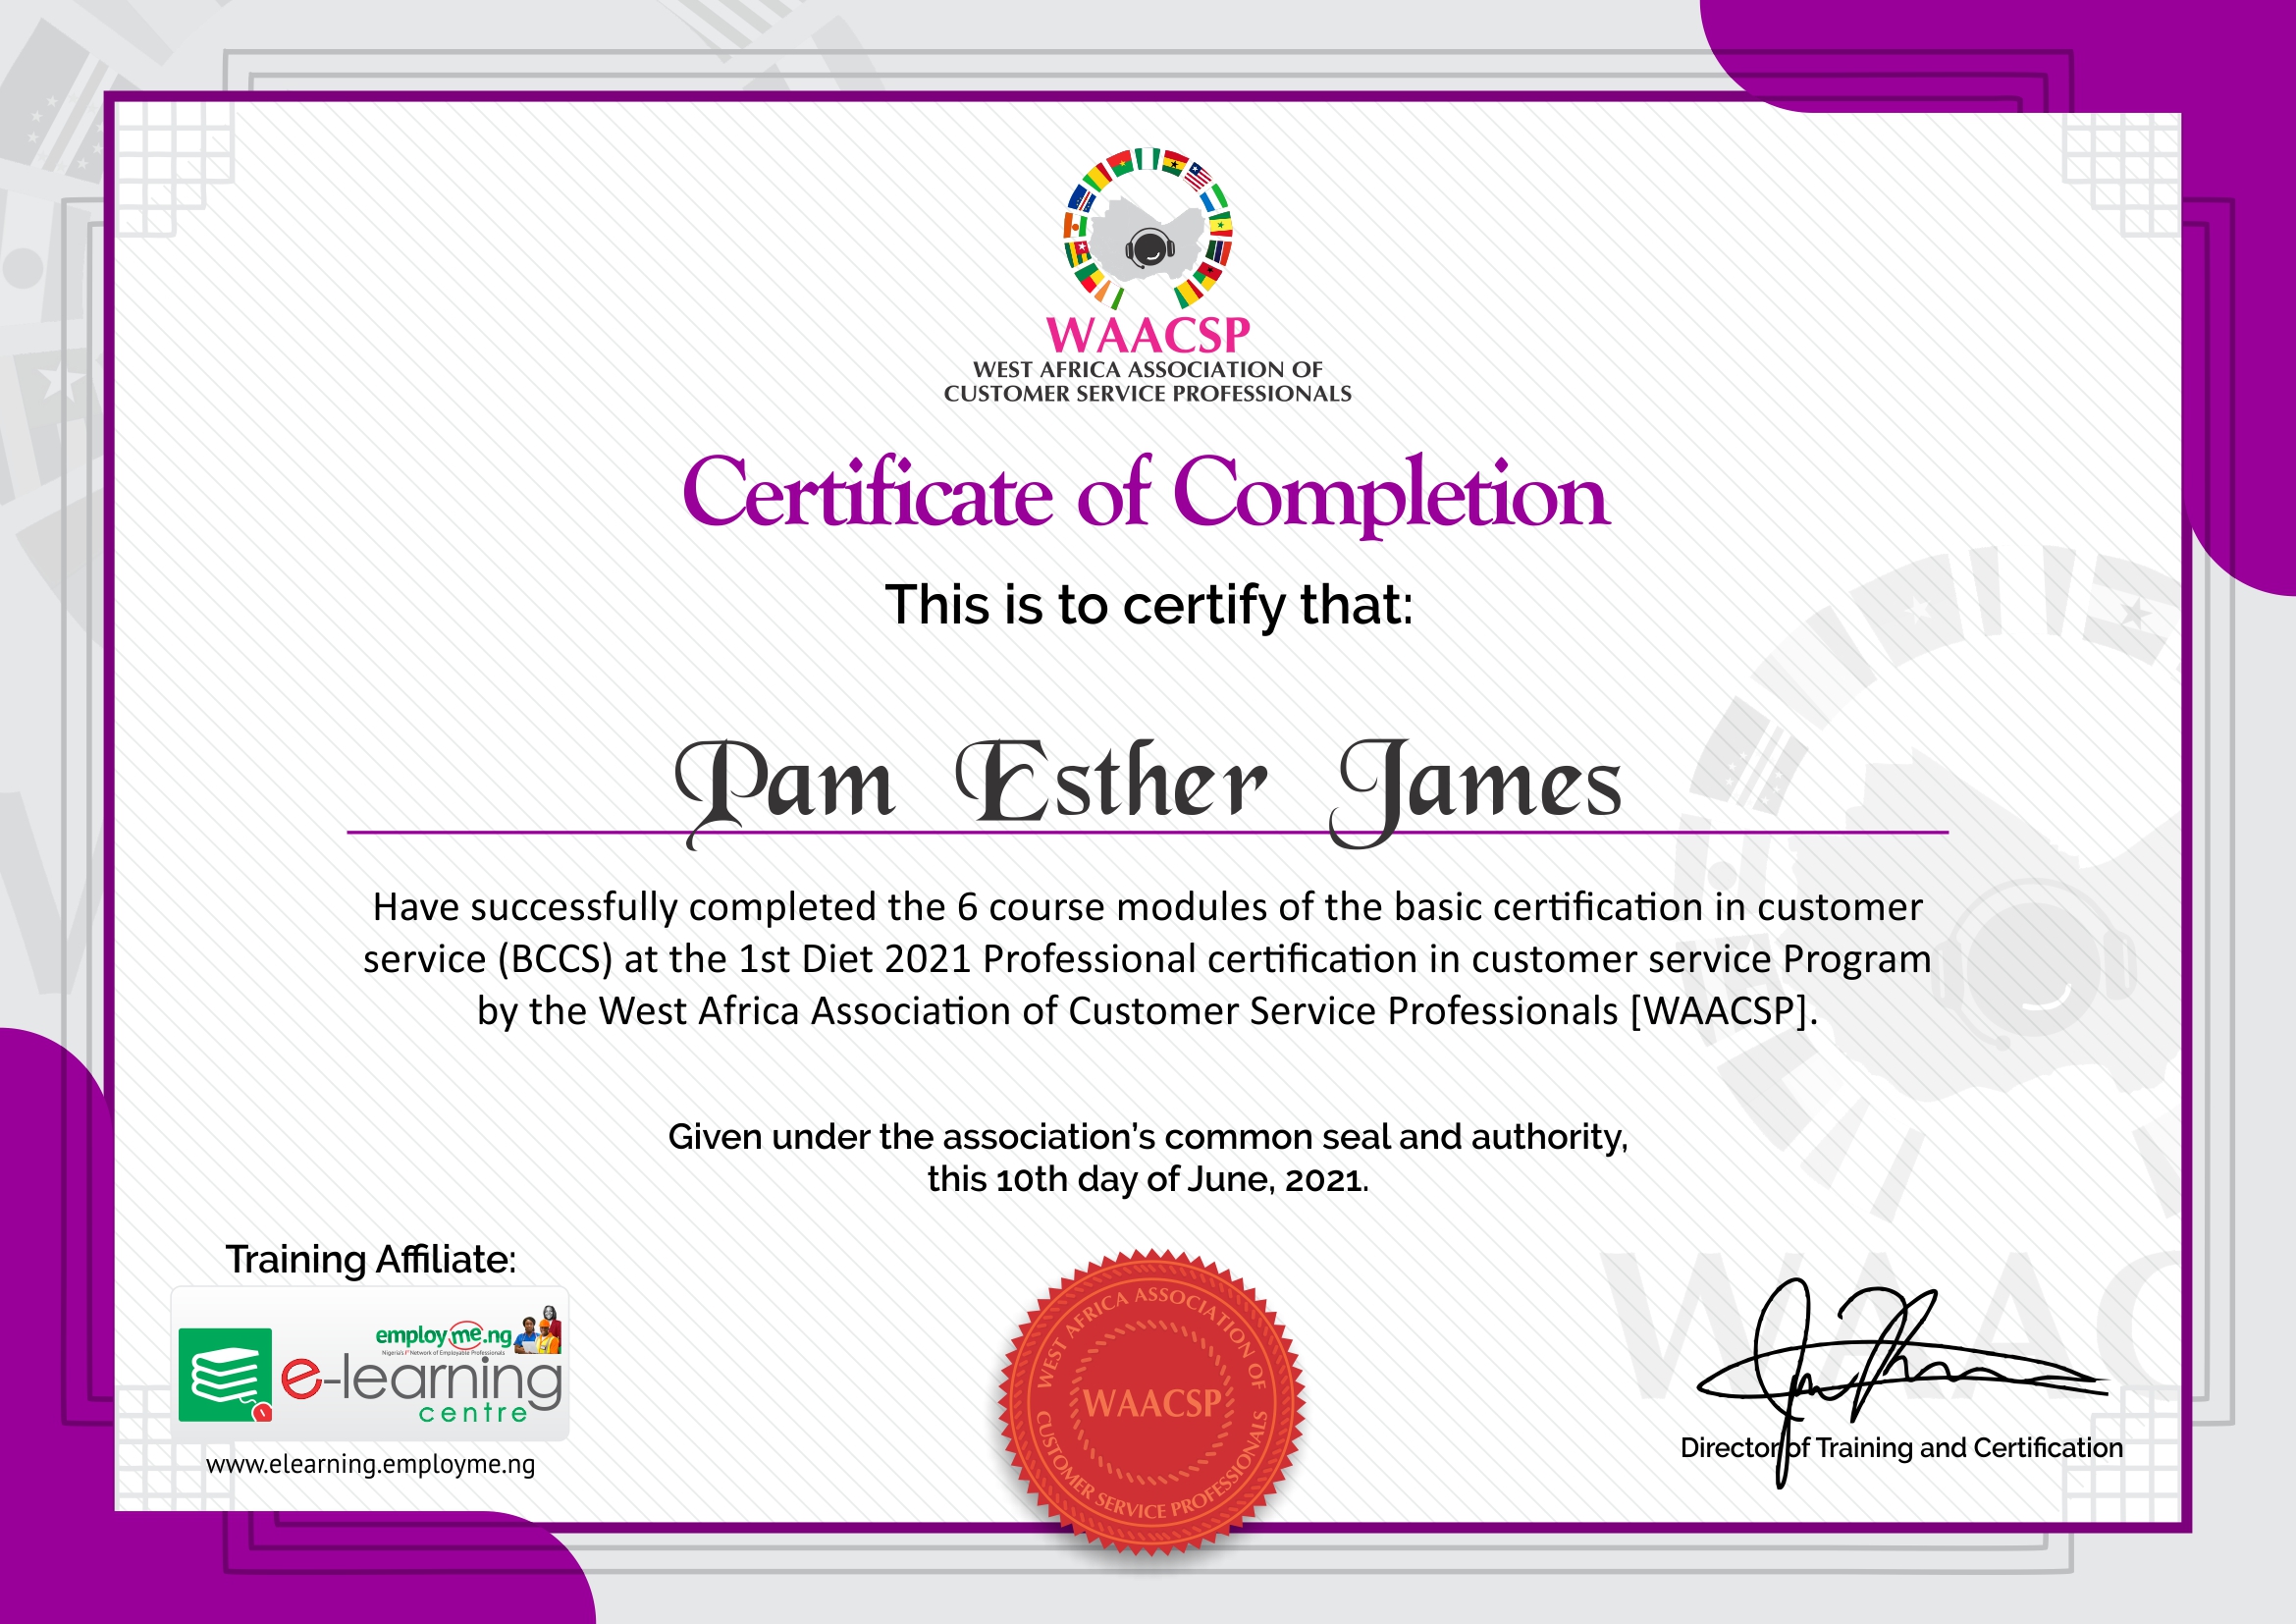 WAACSP
WEST AFRICA ASSOCIATION OF
CUSTOMER SERVICE PROFESSIONALS
Certificate of Completion
This is to certify that:
Pam Esther James
Have successfully completed the 6 course modules of the basic certification in customer
service (BCCS) at the 1st Diet 2021 Professional certification in customer service Program
by the West Africa Association of Customer Service Professionals [WAACSP].
Given under the association’s common seal and authority,
this 10th day of June, 2021.
Training Affiliate:
employ me.ng
e-learning
centre
www.elearning.employme.ng
WEST AFRICA ASSOCIATION OF
WAACSP
CUSTOMER SERVICE PROFESSIONALS
WAAC
Director of Training and Certification